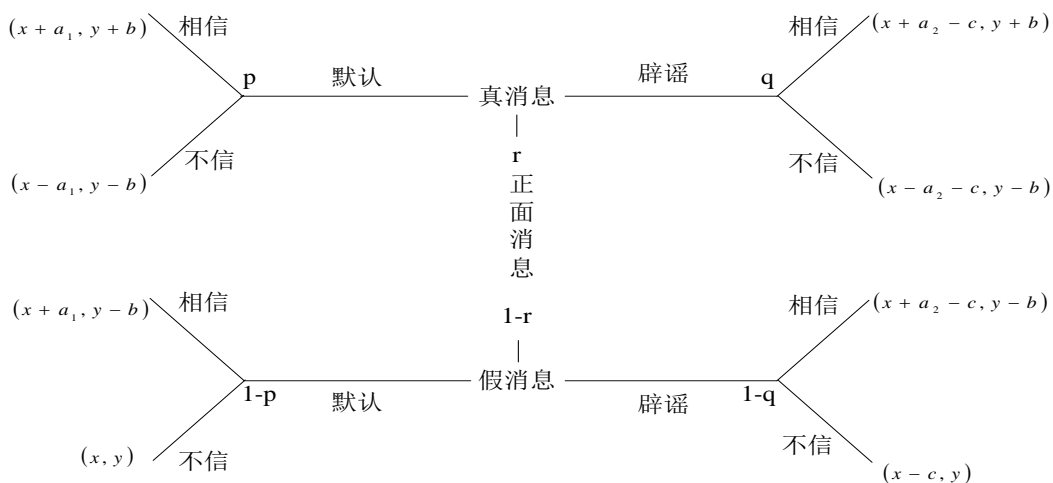 (x + a₁, y + b)
相信
相信
(x + a₂ − c, y + b)
p
默认
真消息
辟谣
q
不信
不信
(x − a₁, y − b)
(x − a₂ − c, y − b)
r
正
面
消
息
1-r
(x + a₁, y − b)
相信
相信
(x + a₂ − c, y − b)
1-p
默认
假消息
辟谣
1-q
(x, y)
不信
不信
(x − c, y)